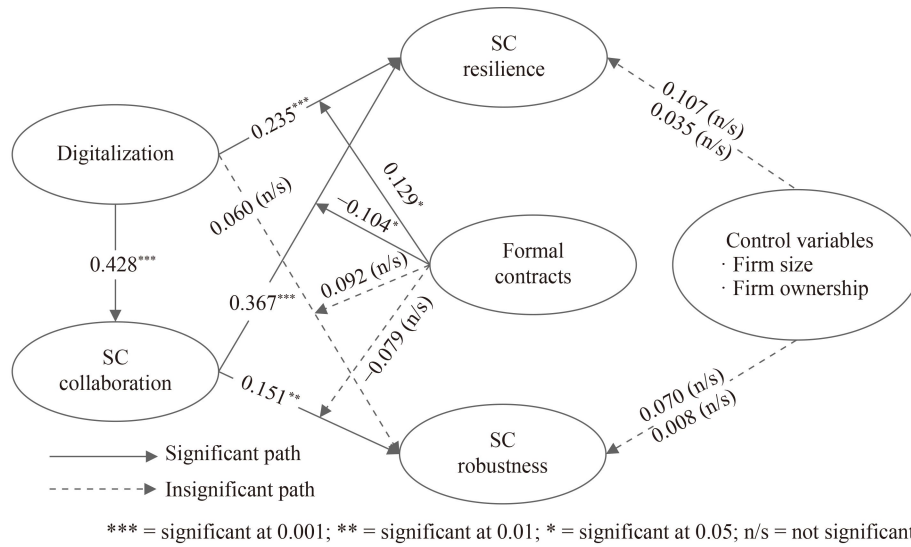 SC
resilience
0.107 (n/s)
0.035 (n/s)
0.235***
Digitalization
0.129*
0.060 (n/s)
−0.104*
Formal
contracts
Control variables
· Firm size
· Firm ownership
0.428***
0.092 (n/s)
0.367***
−0.079 (n/s)
SC
collaboration
0.151**
0.070 (n/s)
0.008 (n/s)
SC
robustness
Significant path
Insignificant path
*** = significant at 0.001; ** = significant at 0.01; * = significant at 0.05; n/s = not significant